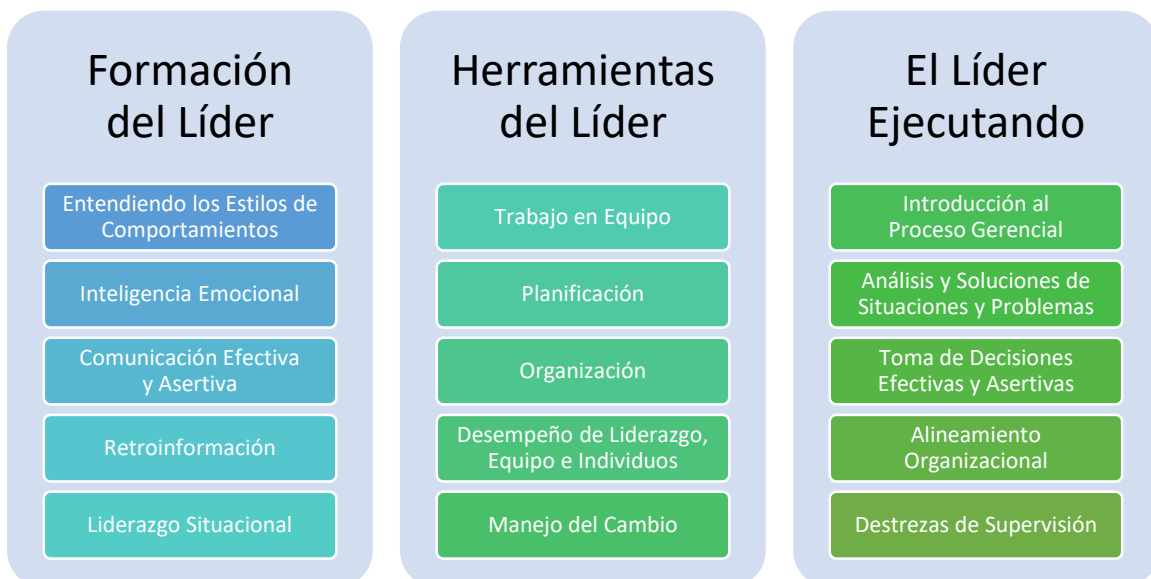 Formación
del Líder
Entendiendo los Estilos de
Comportamientos
Inteligencia Emocional
Comunicación Efectiva
y Asertiva
Retroinformación
Liderazgo Situacional
Herramientas
del Líder
Trabajo en Equipo
Planificación
Organización
Desempeño de Liderazgo,
Equipo e Individuos
Manejo del Cambio
El Líder
Ejecutando
Introducción al
Proceso Gerencial
Análisis y Soluciones de
Situaciones y Problemas
Toma de Decisiones
Efectivas y Asertivas
Alineamiento
Organizacional
Destrezas de Supervisión